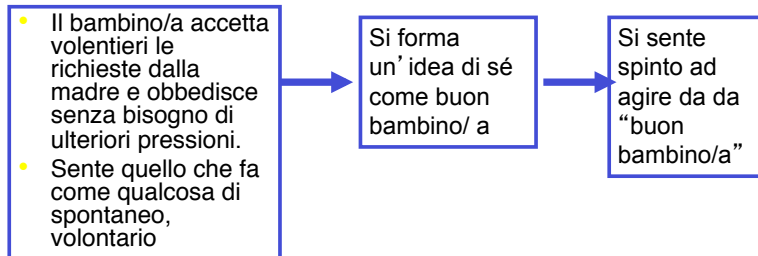 • Il bambino/a accetta
volentieri le
richieste dalla
madre e obbedisce
senza bisogno di
ulteriori pressioni.
• Sente quello che fa
come qualcosa di
spontaneo,
volontario
Si forma
un’idea di sé
come buon
bambino/ a
Si sente
spinto ad
agire da da
“buon
bambino/a”